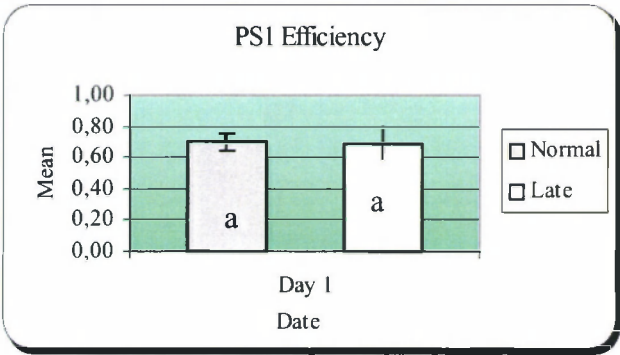 PS1 Efficiency
1,00
0,80
0,60
0,40
0,20
0,00
Mean
a
a
Day 1
Date
Normal
Late